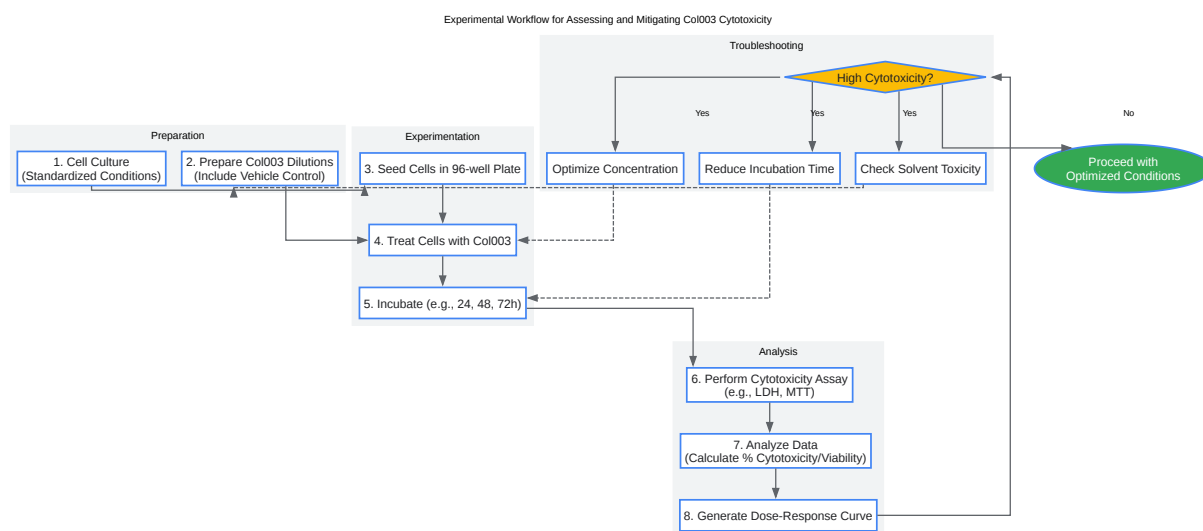 Experimental Workflow for Assessing and Mitigating Col003 Cytotoxicity
Troubleshooting
High Cytotoxicity?
Yes
Yes
Yes
No
Preparation
1. Cell Culture
(Standardized Conditions)
2. Prepare Col003 Dilutions
(Include Vehicle Control)
Experimentation
3. Seed Cells in 96-well Plate
Optimize Concentration
Reduce Incubation Time
Check Solvent Toxicity
Proceed with
Optimized Conditions
4. Treat Cells with Col003
5. Incubate (e.g., 24, 48, 72h)
Analysis
6. Perform Cytotoxicity Assay
(e.g., LDH, MTT)
7. Analyze Data
(Calculate % Cytotoxicity/Viability)
8. Generate Dose-Response Curve